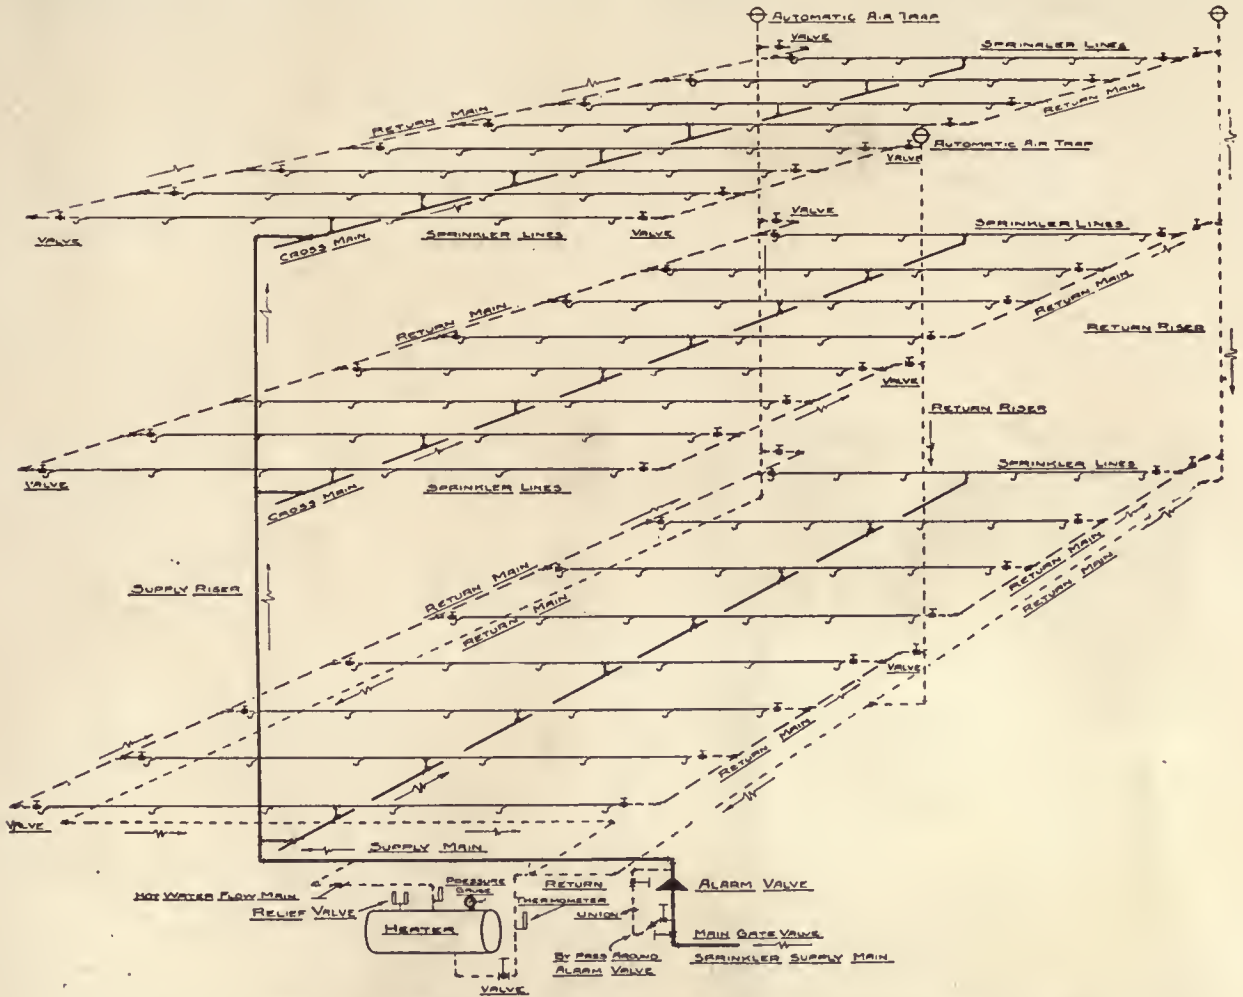 AUTOMATIC AIR TRAP
VALVE
SPRINKLER LINES
RETURN MAIN
RETURN MAIN
AUTOMATIC AIR TRAP
VALVE
VALVE
CROSS MAIN
SPRINKLER LINES
VALVE
VALVE
SPRINKLER LINES
RETURN MAIN
RETURN MAIN
RETURN RISER
VALVE
RETURN RISER
VALVE
CROSS MAIN
SPRINKLER LINES
SPRINKLER LINES
SUPPLY RISER
RETURN MAIN
RETURN MAIN
RETURN MAIN
RETURN MAIN
VALVE
RETURN MAIN
VALVE
SUPPLY MAIN
HOT WATER FLOW MAIN
RELIEF VALVE
PRESSURE
GAUGE
RETURN
THERMOMETER
UNION
ALARM VALVE
HEATER
MAIN GATE VALVE
BY PASS AROUND
ALARM VALVE
SPRINKLER SUPPLY MAIN
VALVE